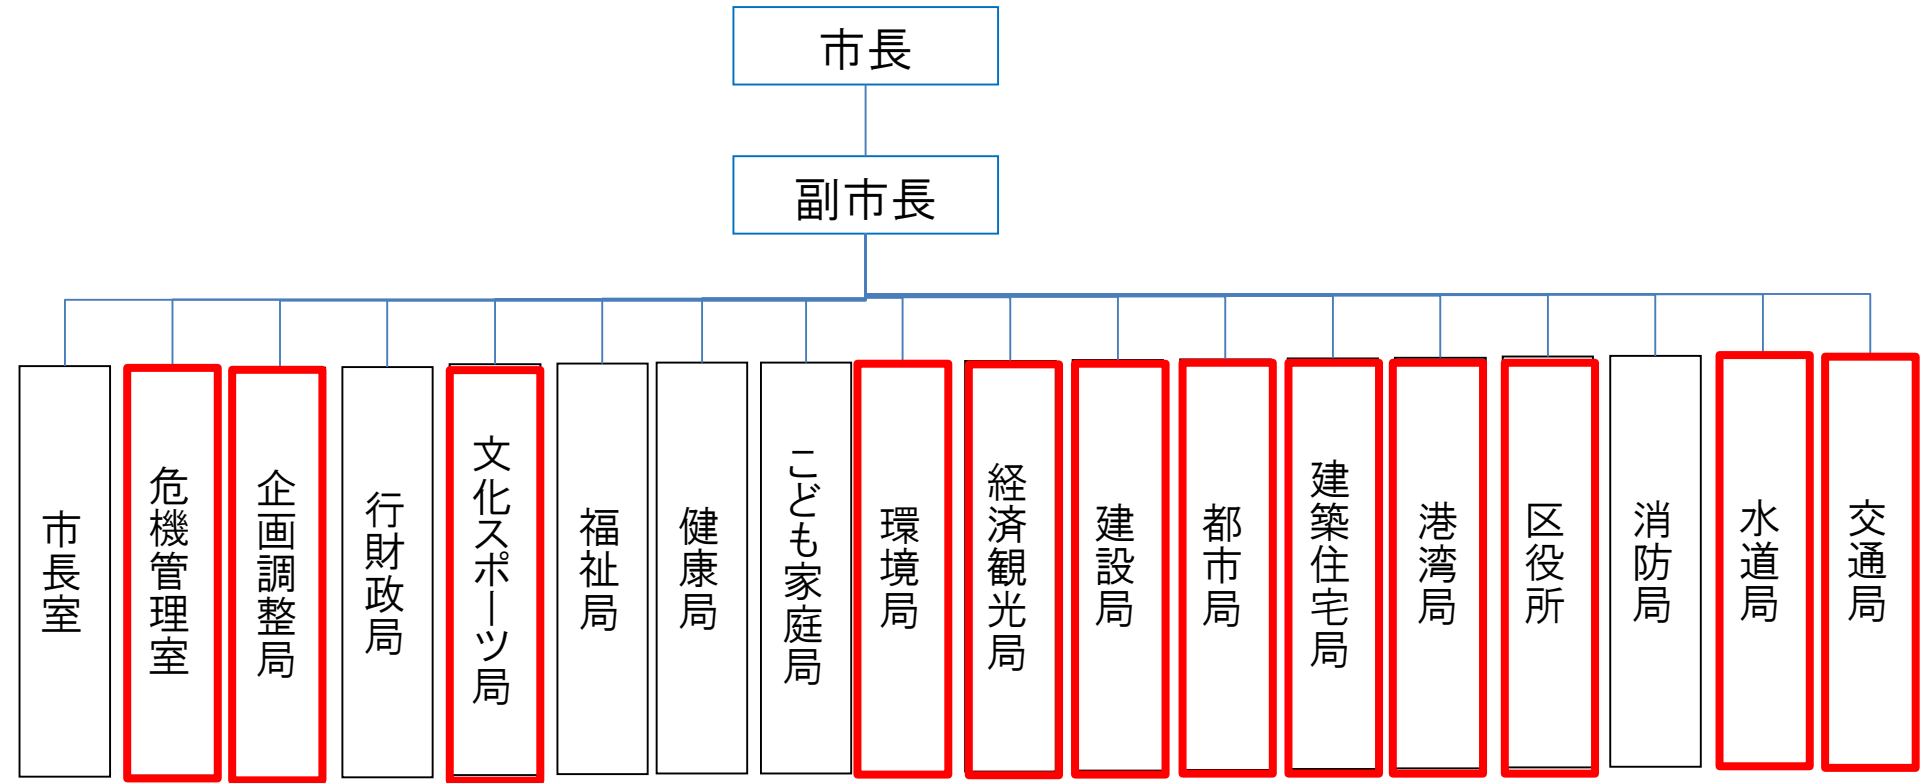 市長
副市長
市長室
危機管理室
企画調整局
行財政局
文化スポーツ局
福祉局
健康局
こども家庭局
環境局
経済観光局
建設局
都市局
建築住宅局
港湾局
区役所
消防局
水道局
交通局